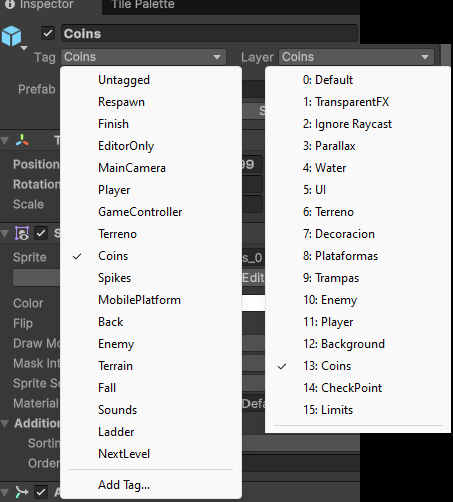 Inspector
Tile Palette
Coins
Tag Coins
Layer Coins
Prefab
Untagged
Respawn
Finish
EditorOnly
MainCamera
Player
GameController
Terreno
Coins
Spikes
MobilePlatform
Back
Enemy
Terrain
Fall
Sounds
Ladder
NextLevel
Add Tag...
0: Default
1: TransparentFX
2: Ignore Raycast
3: Parallax
4: Water
5: UI
6: Terreno
7: Decoracion
8: Plataformas
9: Trampas
10: Enemy
11: Player
12: Background
13: Coins
14: CheckPoint
15: Limits
S
T
Position 99
Rotation
Scale
S
Sprite s_0
Edit
Color
Flip
Draw Mo
Mask Int
Sprite So
Material Defa
Addition
Sortin
Order
A